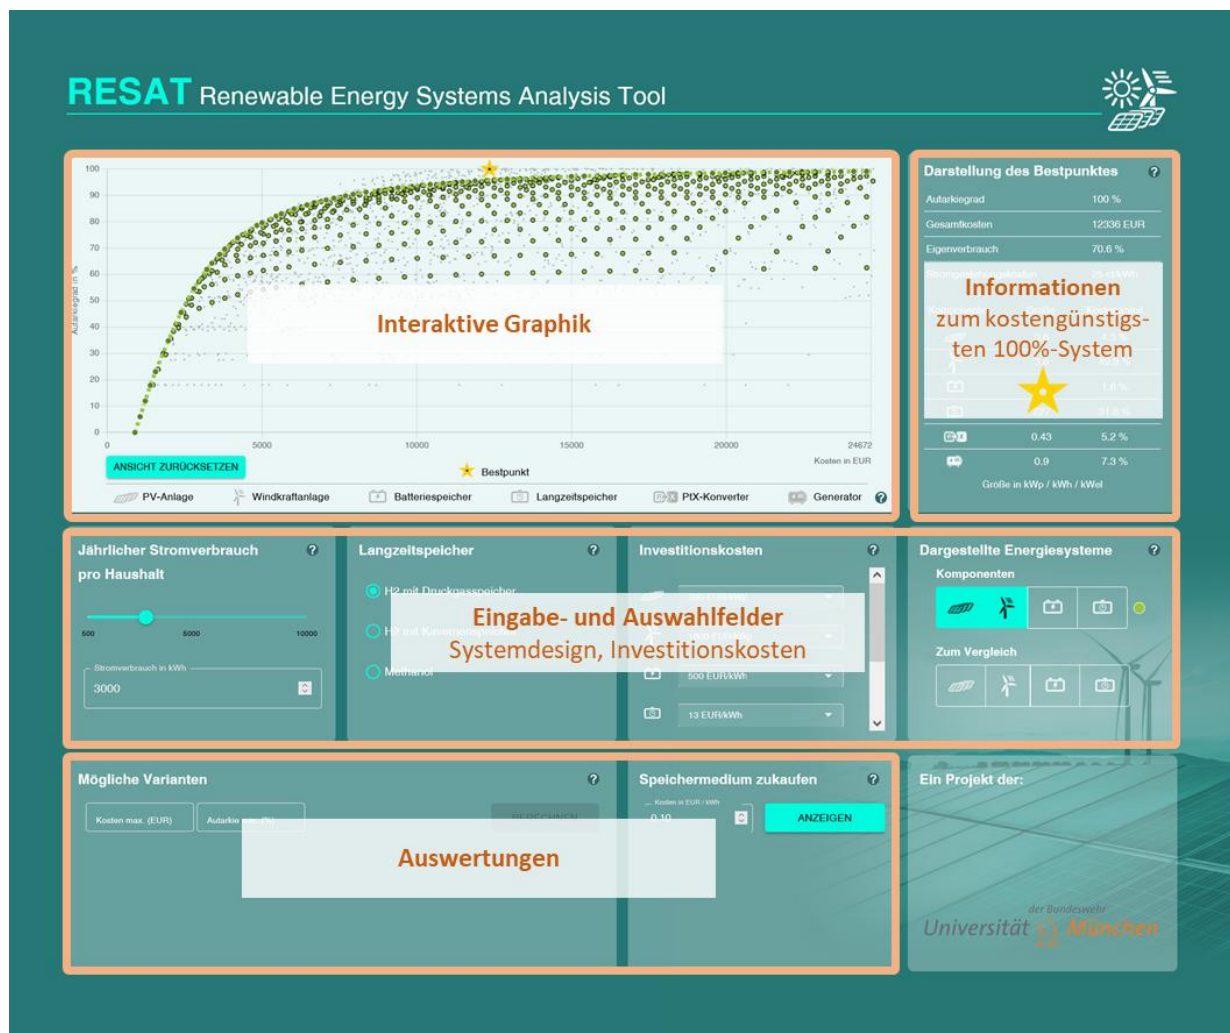 RESAT Renewable Energy Systems Analysis Tool
100
90
80
70
60
50
40
30
20
10
0
Autarkiegrad in %
0
5000
10000
15000
20000
24672
Kosten in EUR
ANSICHT ZURÜCKSETZEN
Bestpunkt
PV-Anlage
Windkraftanlage
Batteriespeicher
Langzeitspeicher
PtX-Konverter
Generator
?
Interaktive Graphik
Darstellung des Bestpunktes ?
Autarkiegrad 100 %
Gesamtkosten 12336 EUR
Eigenverbrauch 70.6 %
Informationen
zum kostengünstigs-
ten 100%-System
0.43 5.2 %
0.9 7.3 %
Größe in kWp / kWh / kWel
Jährlicher Stromverbrauch ?
pro Haushalt
500
5000
10000
Stromverbrauch in kWh
3000
Langzeitspeicher ?
H2 mit Druckgasspeicher
H2 mit Kavernenspeicher
Methanol
Investitionskosten ?
500 EUR/kWh
13 EUR/kWh
Eingabe- und Auswahlfelder
Systemdesign, Investitionskosten
Dargestellte Energiesysteme ?
Komponenten
Zum Vergleich
Mögliche Varianten ?
Kosten max. (EUR)
Autarkie min. (%)
BERECHNEN
Speichermedium zukaufen ?
Kosten in EUR / kWh
0.10
ANZEIGEN
Auswertungen
Ein Projekt der:
der Bundeswehr
Universität München